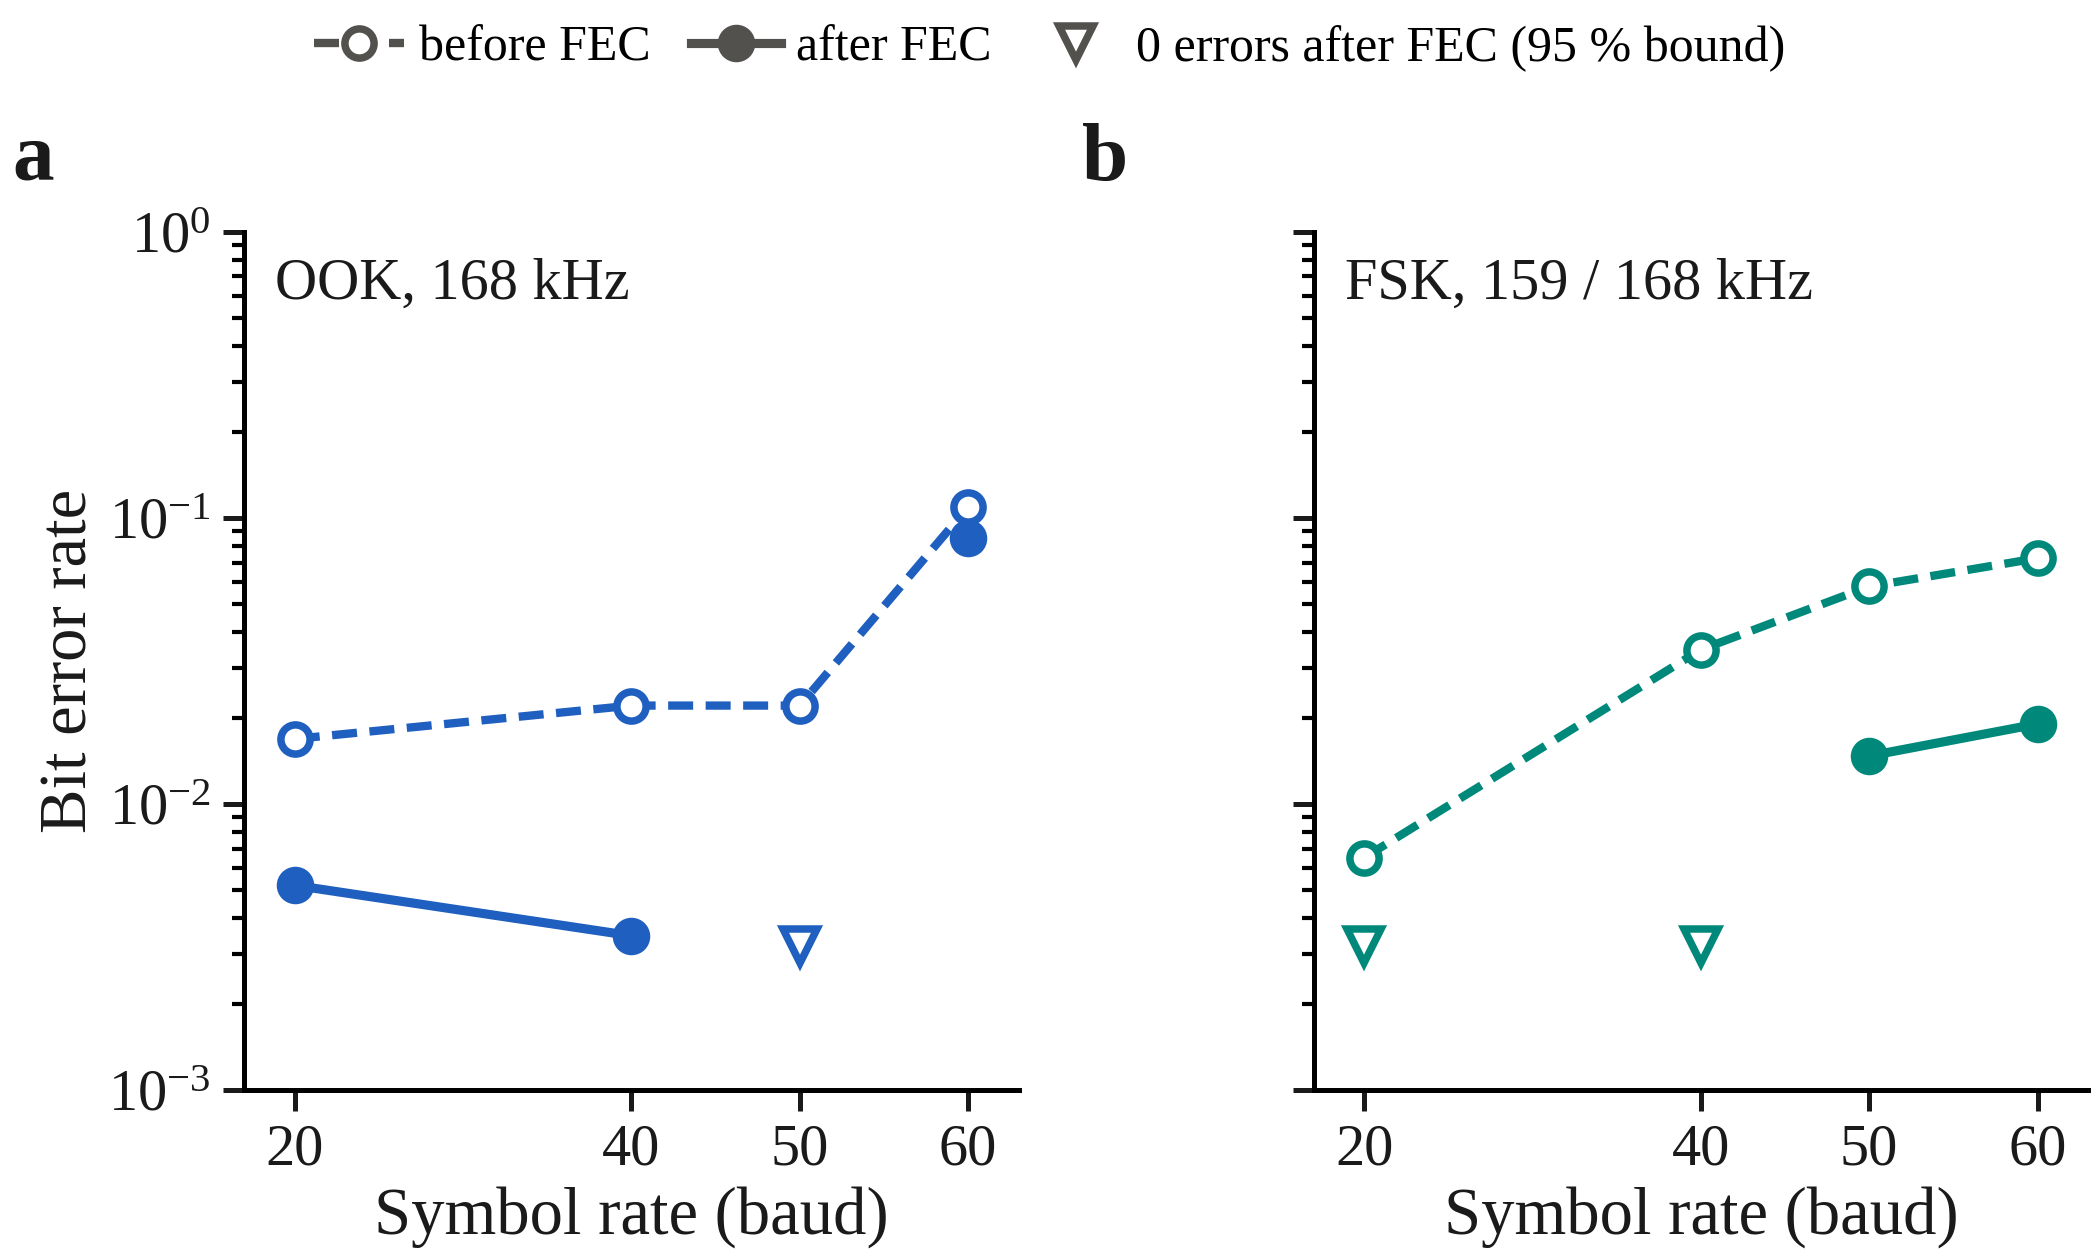 before FEC after FEC 0 errors after FEC (95 % bound)
a b
OOK, 168 kHz
FSK, 159 / 168 kHz
Bit error rate
10⁰
10⁻¹
10⁻²
10⁻³
20 40 50 60
Symbol rate (baud)
20 40 50 60
Symbol rate (baud)